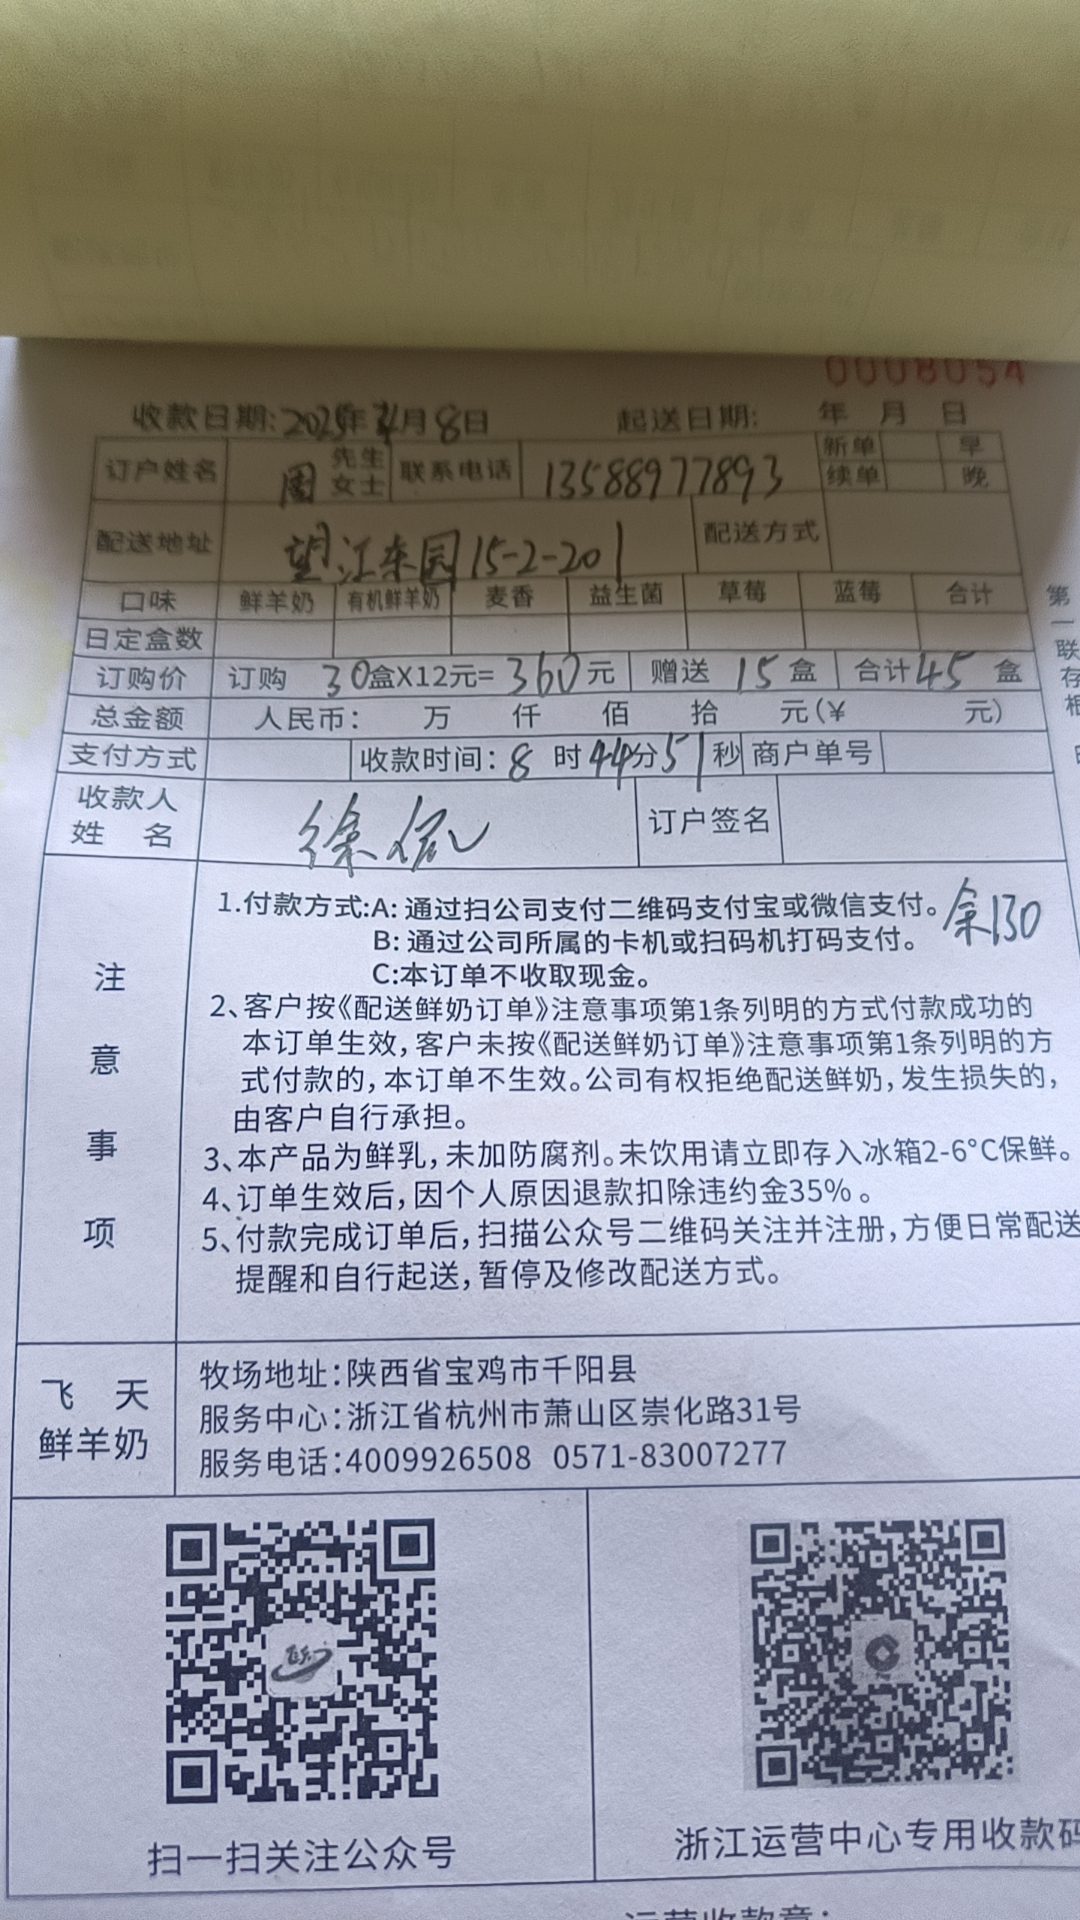 0008054
收款日期:2025年4月8日 起送日期: 年 月 日
订户姓名 周 先生 女士 联系电话 13588977893 新单 早
续单 晚
配送地址 望江东园15-2-201 配送方式
口味 鲜羊奶 有机鲜羊奶 麦香 益生菌 草莓 蓝莓 合计
日定盒数
订购价 订购 30盒X12元=360元 赠送 15盒 合计45盒
总金额 人民币: 万 仟 佰 拾 元(¥ 元)
支付方式 收款时间:8时44分51秒 商户单号
收款人
姓 名 徐 订户签名
第一联存根
注意事项
1.付款方式:A:通过扫公司支付二维码支付宝或微信支付。余130
B:通过公司所属的卡机或扫码机打码支付。
C:本订单不收取现金。
2、客户按《配送鲜奶订单》注意事项第1条列明的方式付款成功的
本订单生效,客户未按《配送鲜奶订单》注意事项第1条列明的方
式付款的,本订单不生效。公司有权拒绝配送鲜奶,发生损失的,
由客户自行承担。
3、本产品为鲜乳,未加防腐剂。未饮用请立即存入冰箱2-6°C保鲜。
4、订单生效后,因个人原因退款扣除违约金35%。
5、付款完成订单后,扫描公众号二维码关注并注册,方便日常配送
提醒和自行起送,暂停及修改配送方式。
飞天
鲜羊奶
牧场地址:陕西省宝鸡市千阳县
服务中心:浙江省杭州市萧山区崇化路31号
服务电话:4009926508 0571-83007277
扫一扫关注公众号
浙江运营中心专用收款码
运营收款章: